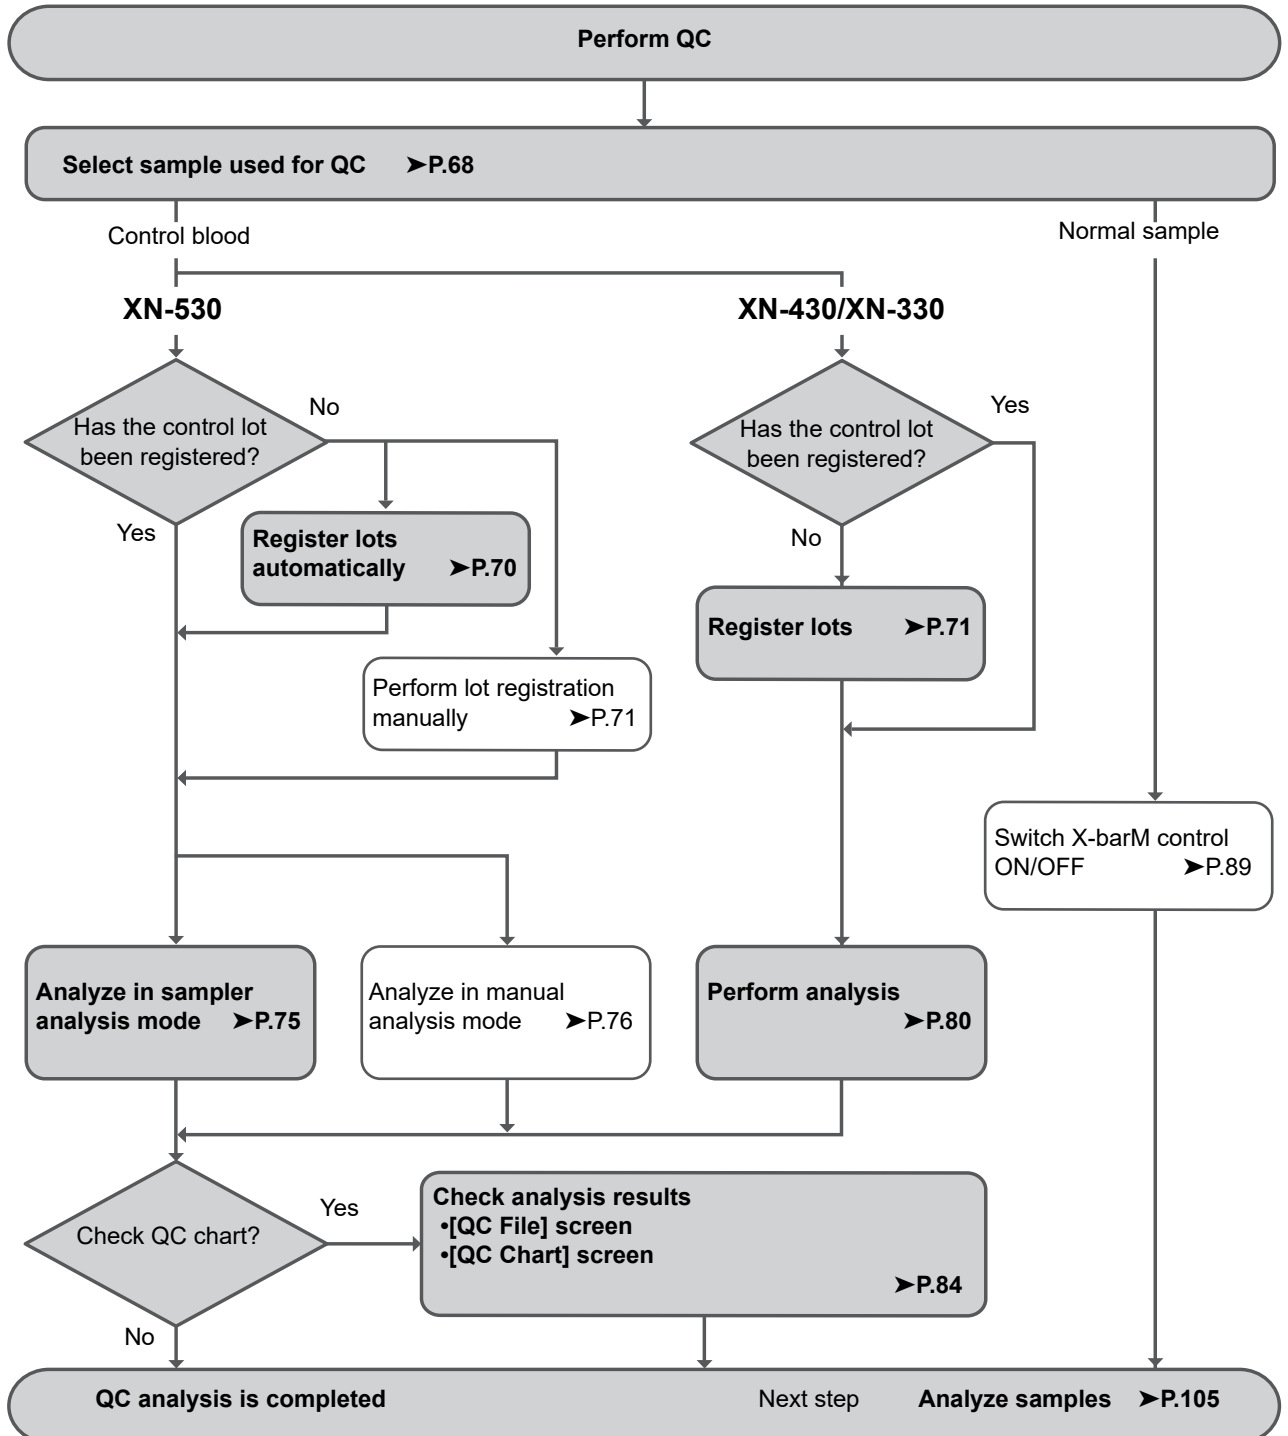 Perform QC
Select sample used for QC ➤P.68
Control blood
Normal sample
XN-530
XN-430/XN-330
No
Yes
Has the control lot
been registered?
Has the control lot
been registered?
Yes
No
Register lots
automatically ➤P.70
Register lots ➤P.71
Perform lot registration
manually ➤P.71
Switch X-barM control
ON/OFF ➤P.89
Analyze in sampler
analysis mode ➤P.75
Analyze in manual
analysis mode ➤P.76
Perform analysis
➤P.80
Check QC chart?
Yes
No
Check analysis results
•[QC File] screen
•[QC Chart] screen
➤P.84
QC analysis is completed
Next step Analyze samples ➤P.105